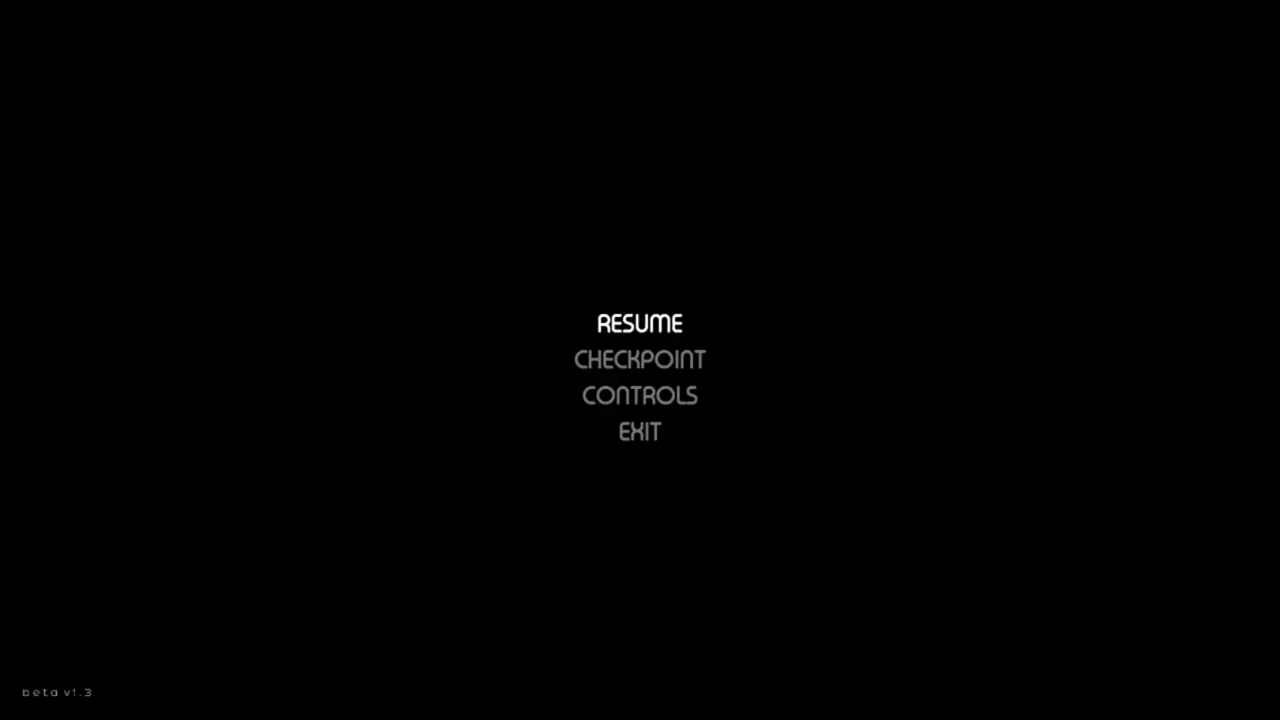 RESUME
CHECKPOINT
CONTROLS
EXIT
beta v1.3